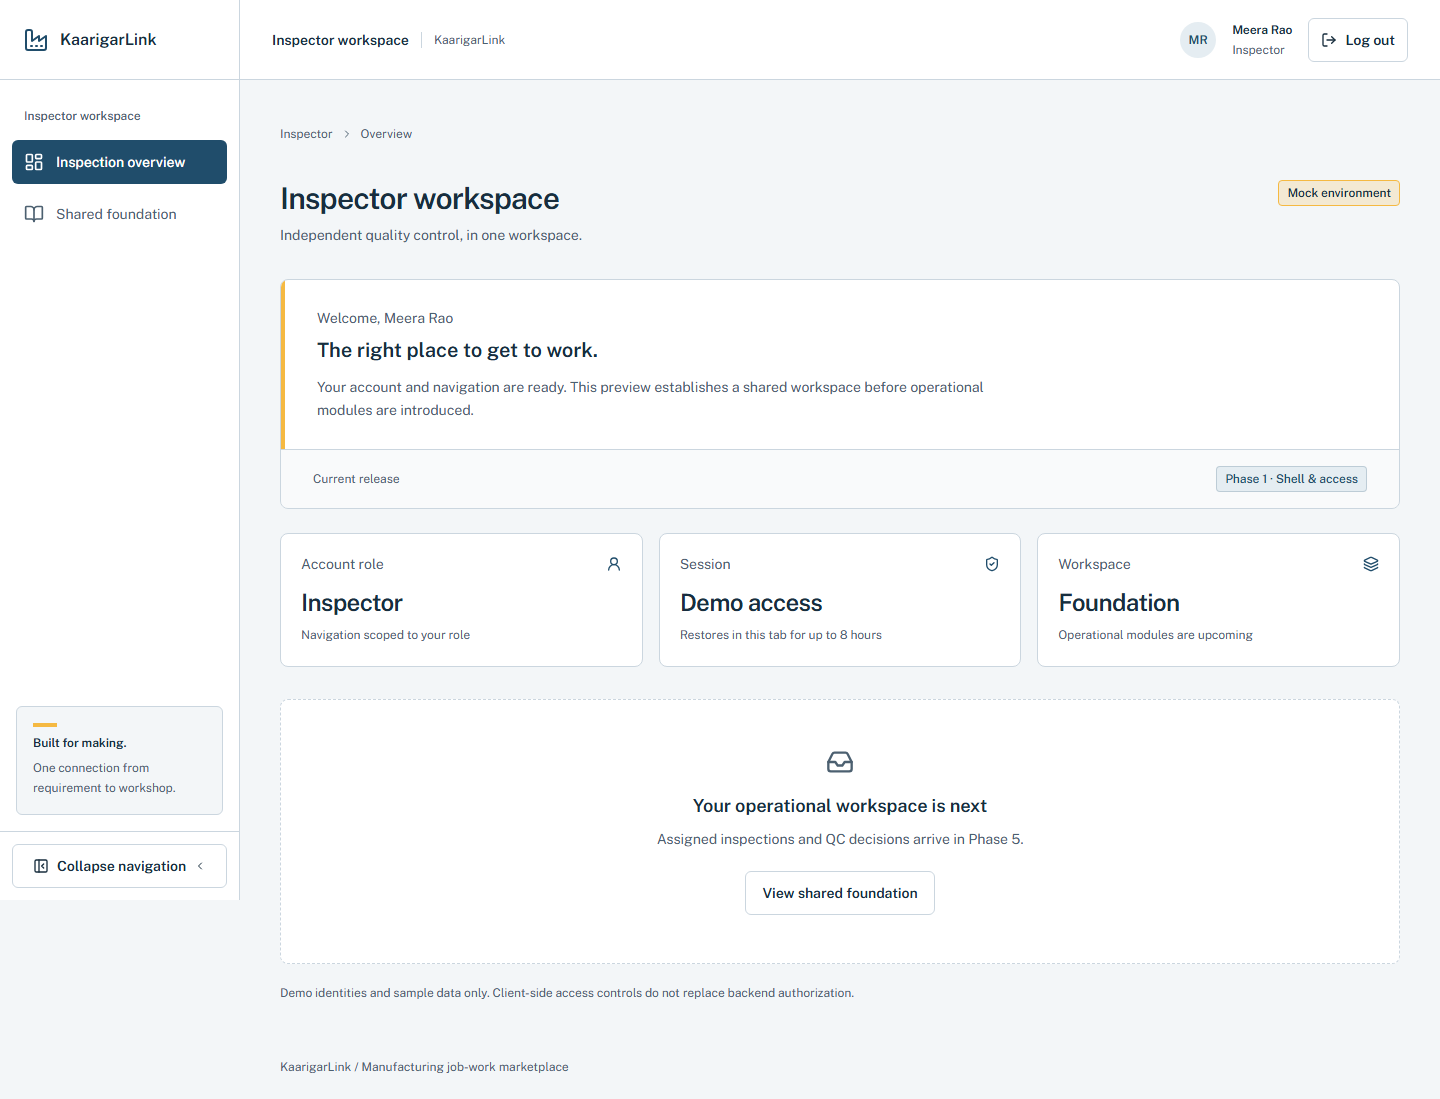 KaarigarLink
Inspector workspace
KaarigarLink
MR
Meera Rao
Inspector
Log out
Inspector workspace
Inspection overview
Shared foundation
Built for making.
One connection from
requirement to workshop.
Collapse navigation
Inspector
Overview
Inspector workspace
Mock environment
Independent quality control, in one workspace.
Welcome, Meera Rao
The right place to get to work.
Your account and navigation are ready. This preview establishes a shared workspace before operational
modules are introduced.
Current release
Phase 1 · Shell & access
Account role
Inspector
Navigation scoped to your role
Session
Demo access
Restores in this tab for up to 8 hours
Workspace
Foundation
Operational modules are upcoming
Your operational workspace is next
Assigned inspections and QC decisions arrive in Phase 5.
View shared foundation
Demo identities and sample data only. Client-side access controls do not replace backend authorization.
KaarigarLink / Manufacturing job-work marketplace